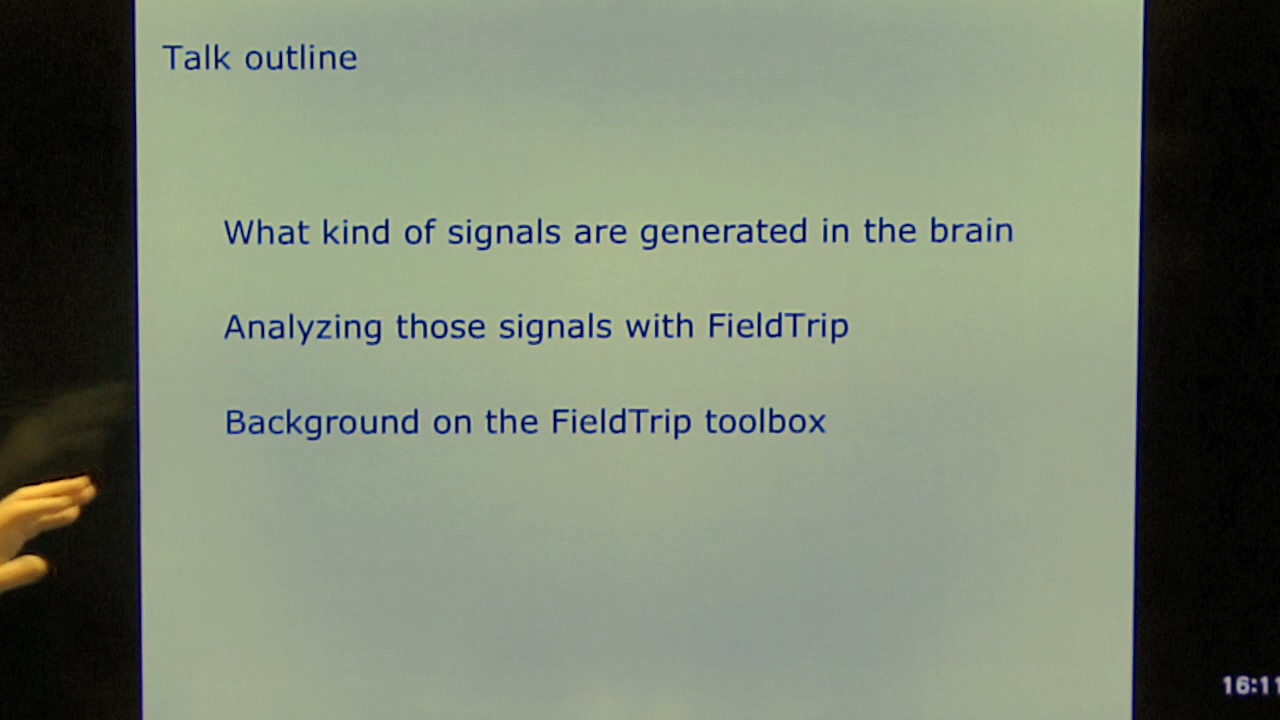 Talk outline
What kind of signals are generated in the brain
Analyzing those signals with FieldTrip
Background on the FieldTrip toolbox
16:11